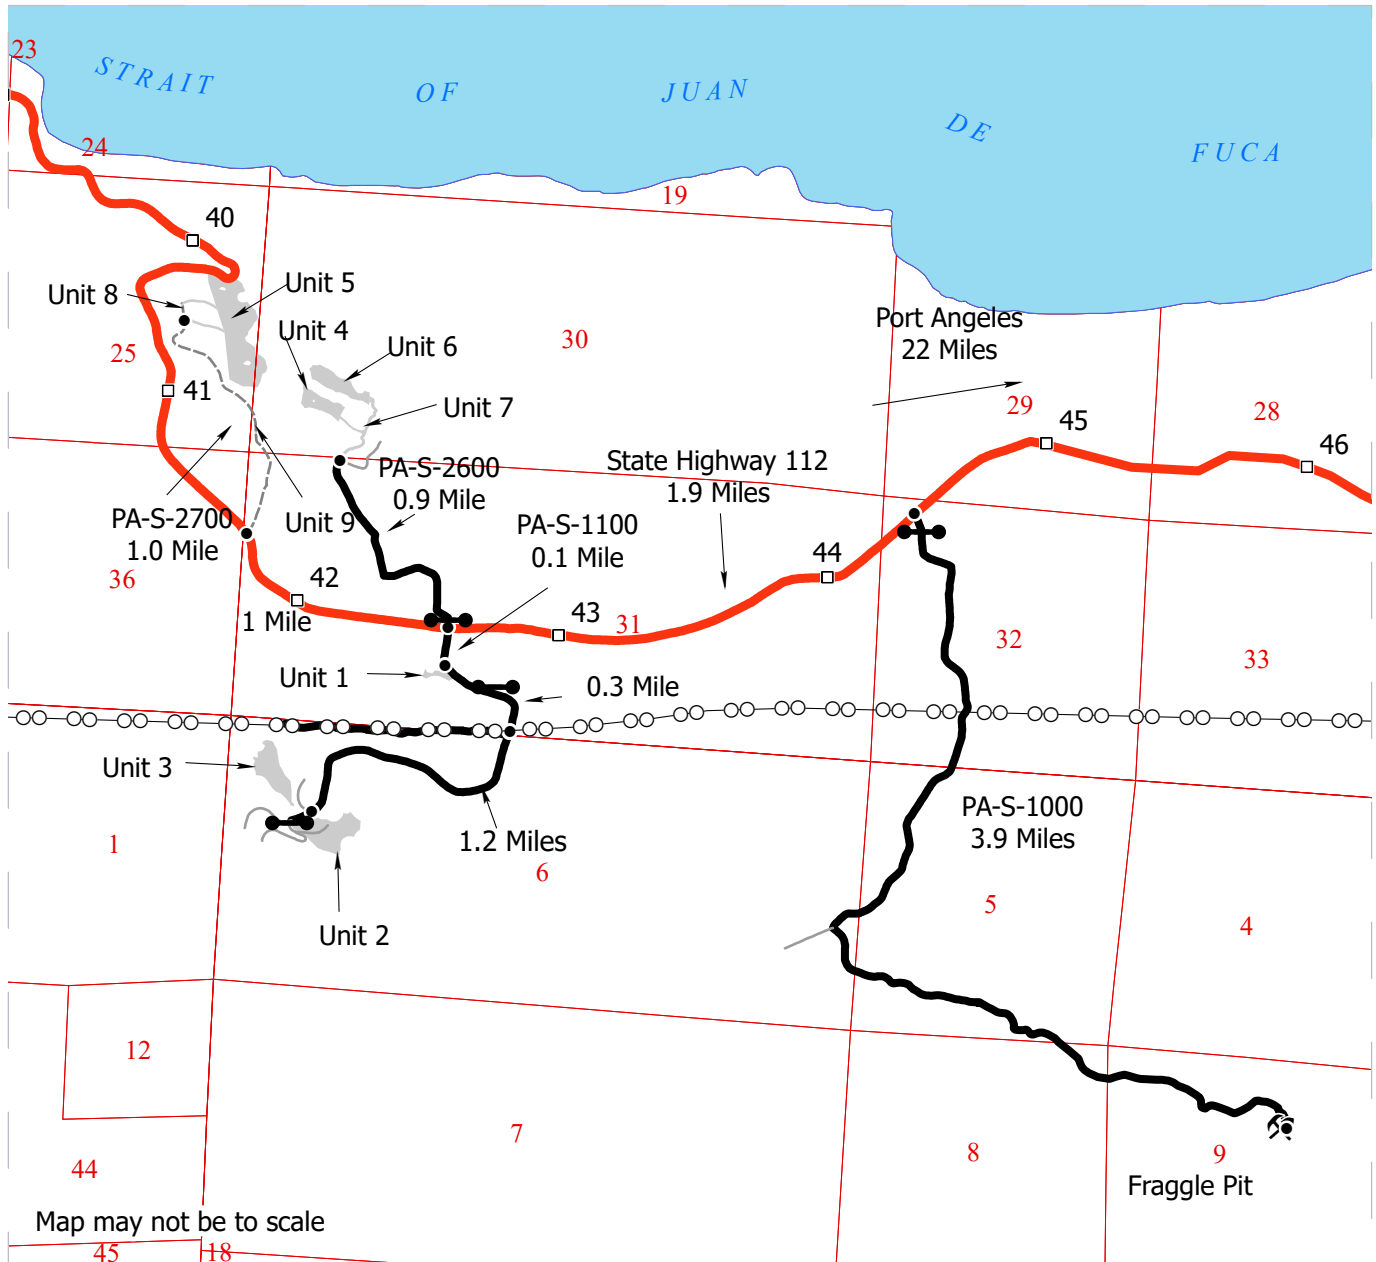 23
STRAIT OF JUAN DE FUCA
24
19
40
Unit 8
Unit 5
Unit 4
Unit 6
30
Port Angeles
22 Miles
25
41
Unit 7
29
28
45
46
PA-S-2600
0.9 Mile
State Highway 112
1.9 Miles
PA-S-2700
1.0 Mile
Unit 9
PA-S-1100
0.1 Mile
36
42
44
1 Mile
43
31
32
33
Unit 1
0.3 Mile
Unit 3
1
1.2 Miles
6
PA-S-1000
3.9 Miles
5
4
Unit 2
12
7
8
9
44
Fraggle Pit
Map may not be to scale
45
18